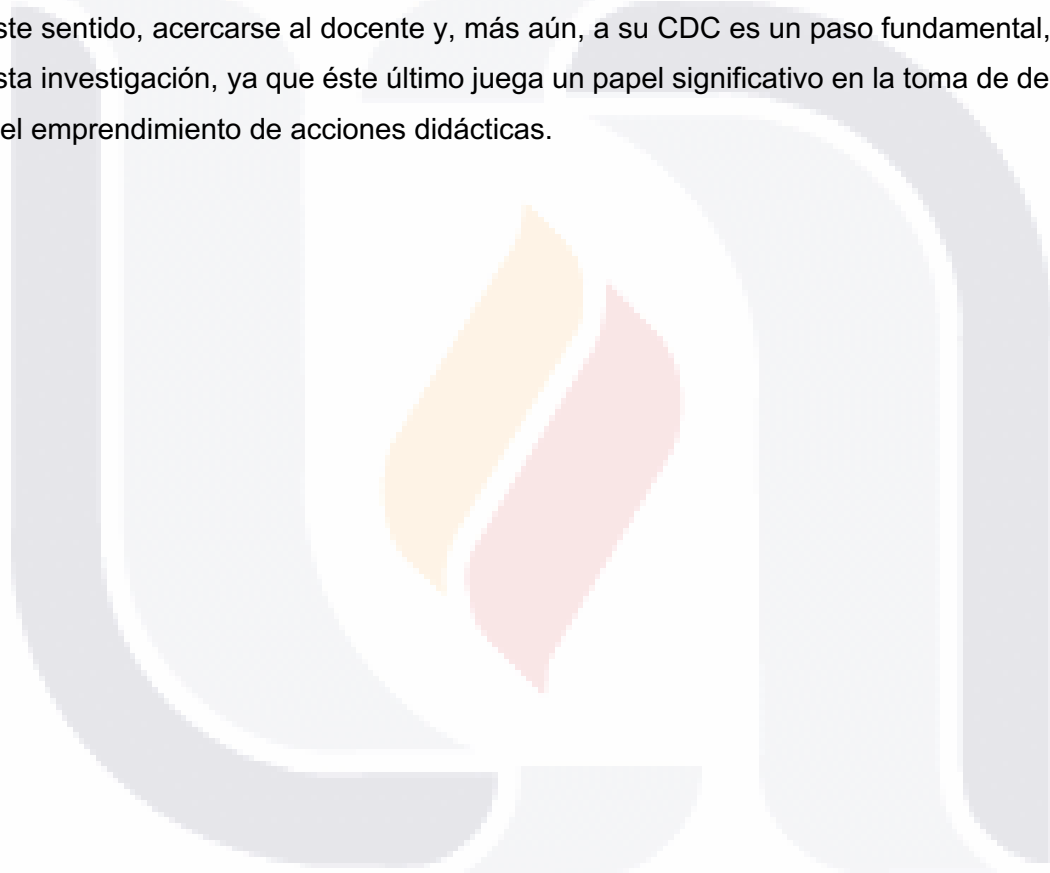 ste sentido, acercarse al docente y, más aún, a su CDC es un paso fundamental,
sta investigación, ya que éste último juega un papel significativo en la toma de de
el emprendimiento de acciones didácticas.